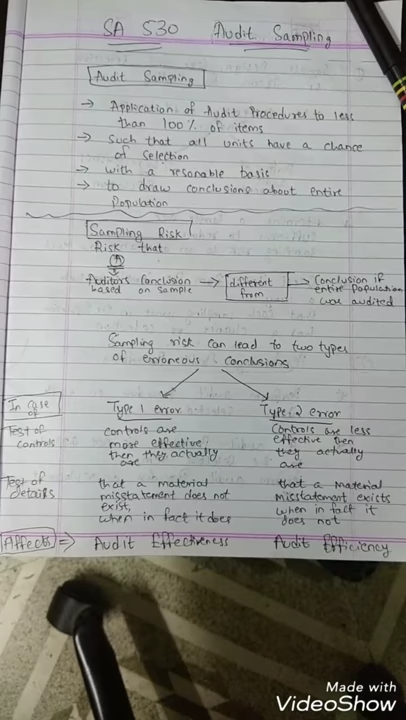 SA 530 Audit Sampling
Audit Sampling
→ Application of Audit Procedures to less
than 100% of items
→ Such that all units have a chance
of selection
→ with a resonable basis
→ to draw conclusions about entire
Population
Sampling Risk
Risk that
Auditors Conclusion
based on sample
→ different
from
→ Conclusion if
entire population
was audited
Sampling risk can lead to two types
of erroneous conclusions
In case
of
Type 1 error
Type 2 error
Test of
controls
controls are
more effective
then they actually
are
Controls are less
effective then
they actually
are
Test of
details
that a material
misstatement does not
exist,
when in fact it does
that a material
misstatement exists
when in fact it
does not
Affects ⇒ Audit Effectiveness Audit Efficiency
Made with
VideoShow